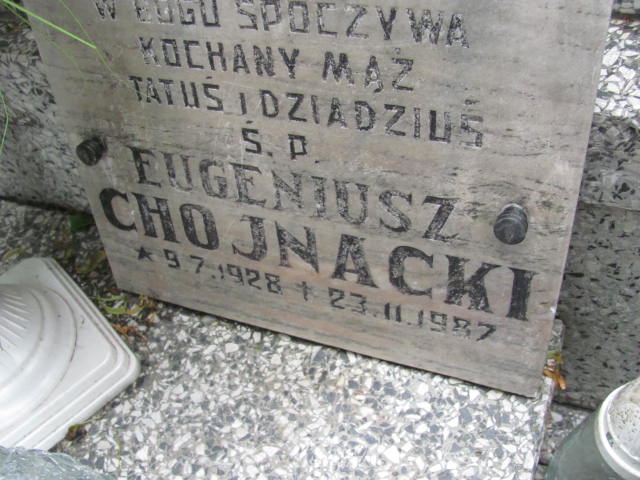 W BOGU SPOCZYWA
KOCHANY MĄŻ
TATUŚ I DZIADZIUŚ
Ś. P.
EUGENIUSZ
CHOJNACKI
* 9.7.1928 + 23.11.1987